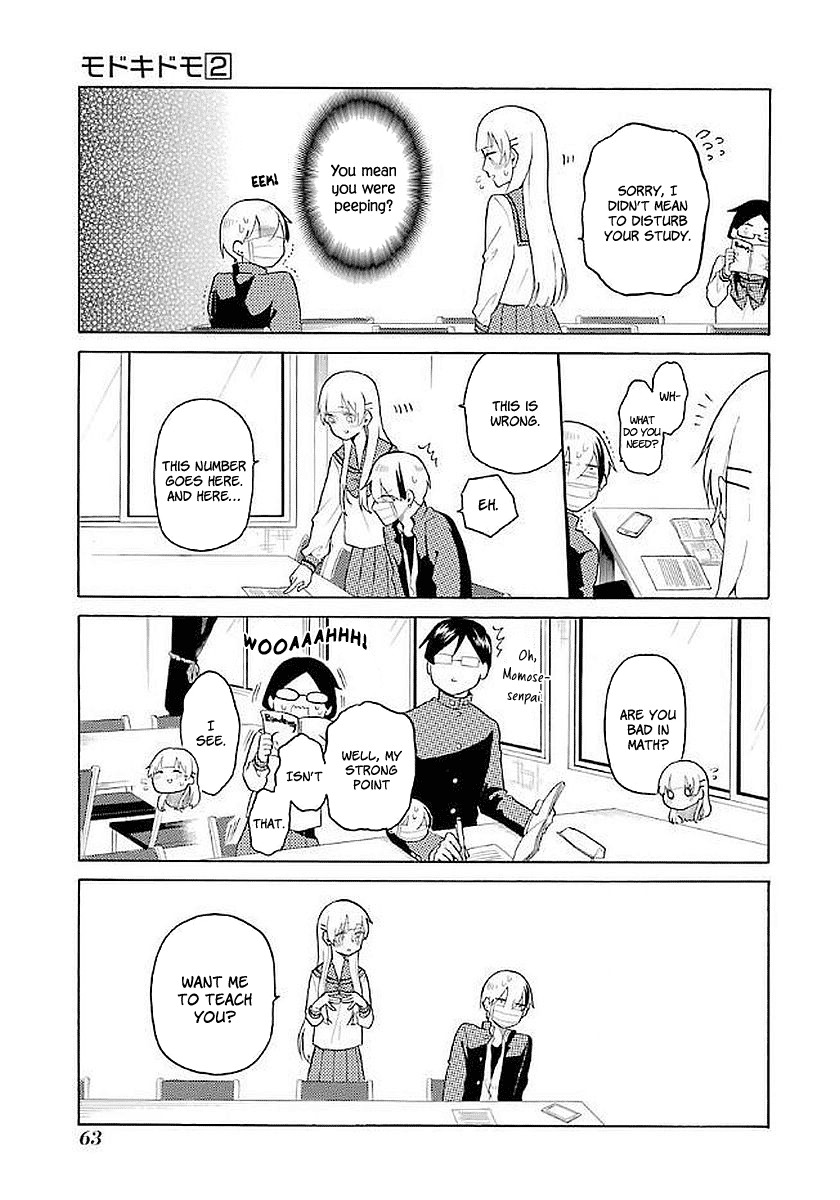 モドキドモ2
SORRY, I
DIDN'T MEAN
TO DISTURB
YOUR STUDY.
You mean
you were
peeping?
EEK!
WH-
WHAT
DO YOU
NEED?
THIS IS
WRONG.
EH.
THIS NUMBER
GOES HERE.
AND HERE...
ARE YOU
BAD IN
MATH?
Oh,
Momose-
senpai.
WELL, MY
STRONG
POINT
ISN'T
THAT.
WOOAAAHHH!
I
SEE.
WANT ME
TO TEACH
YOU?
63